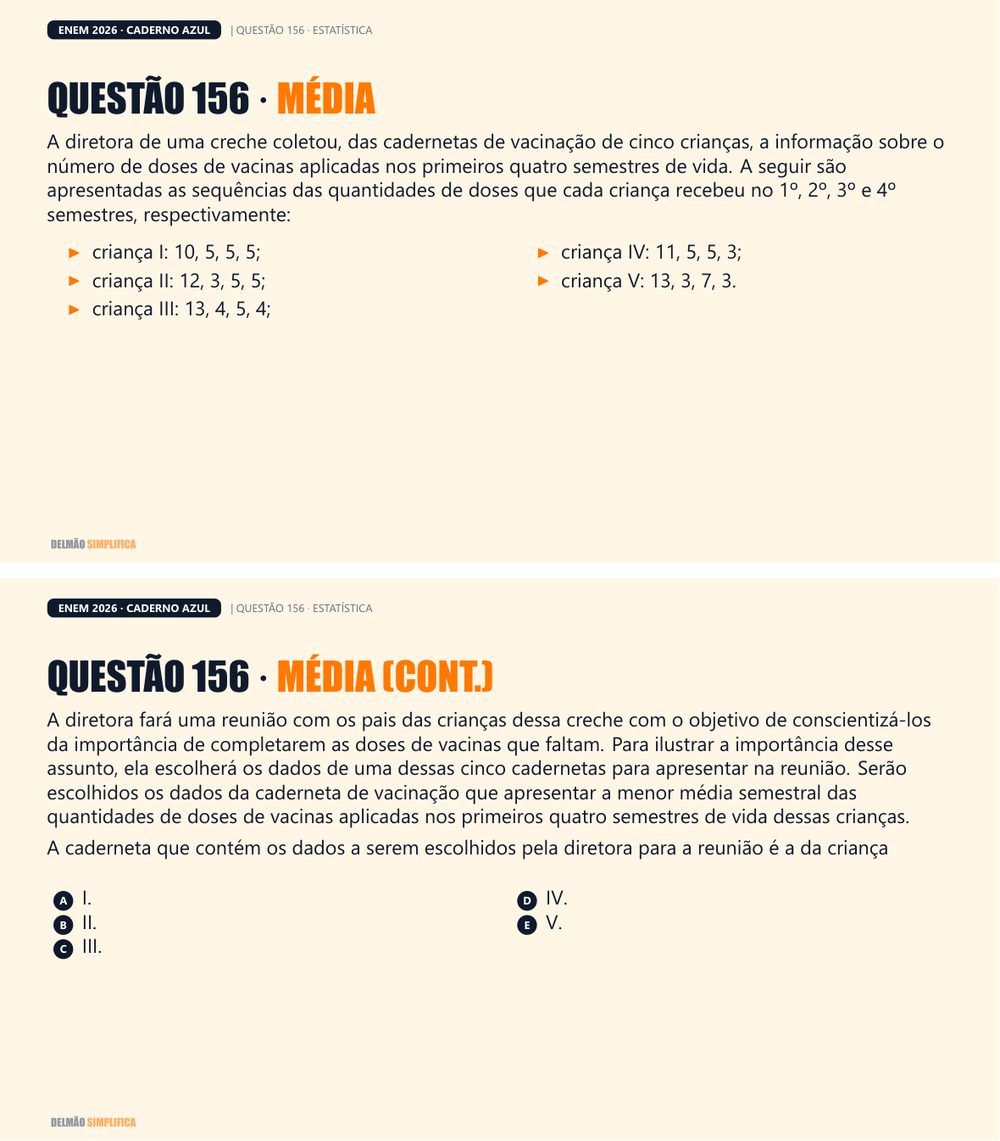 ENEM 2026 · CADERNO AZUL | QUESTÃO 156 · ESTATÍSTICA
QUESTÃO 156 · MÉDIA
A diretora de uma creche coletou, das cadernetas de vacinação de cinco crianças, a informação sobre o
número de doses de vacinas aplicadas nos primeiros quatro semestres de vida. A seguir são
apresentadas as sequências das quantidades de doses que cada criança recebeu no 1º, 2º, 3º e 4º
semestres, respectivamente:
► criança I: 10, 5, 5, 5;
► criança II: 12, 3, 5, 5;
► criança III: 13, 4, 5, 4;
► criança IV: 11, 5, 5, 3;
► criança V: 13, 3, 7, 3.
DELMÃO SIMPLIFICA
ENEM 2026 · CADERNO AZUL | QUESTÃO 156 · ESTATÍSTICA
QUESTÃO 156 · MÉDIA (CONT.)
A diretora fará uma reunião com os pais das crianças dessa creche com o objetivo de conscientizá-los
da importância de completarem as doses de vacinas que faltam. Para ilustrar a importância desse
assunto, ela escolherá os dados de uma dessas cinco cadernetas para apresentar na reunião. Serão
escolhidos os dados da caderneta de vacinação que apresentar a menor média semestral das
quantidades de doses de vacinas aplicadas nos primeiros quatro semestres de vida dessas crianças.
A caderneta que contém os dados a serem escolhidos pela diretora para a reunião é a da criança
A I.
B II.
C III.
D IV.
E V.
DELMÃO SIMPLIFICA